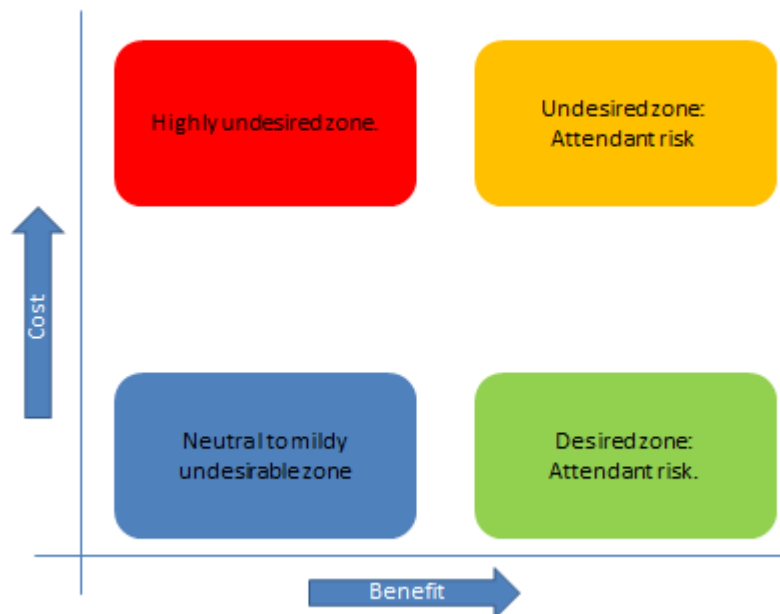 Highly undesired zone.
Undesired zone:
Attendant risk
Cost
Neutral to mildy
undesirable zone
Desired zone:
Attendant risk.
Benefit